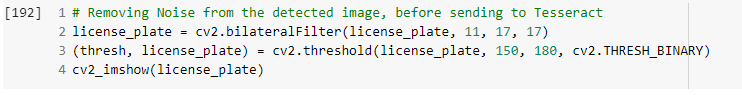 [192] 1 # Removing Noise from the detected image, before sending to Tesseract
2 license_plate = cv2.bilateralFilter(license_plate, 11, 17, 17)
3 (thresh, license_plate) = cv2.threshold(license_plate, 150, 180, cv2.THRESH_BINARY)
4 cv2_imshow(license_plate)